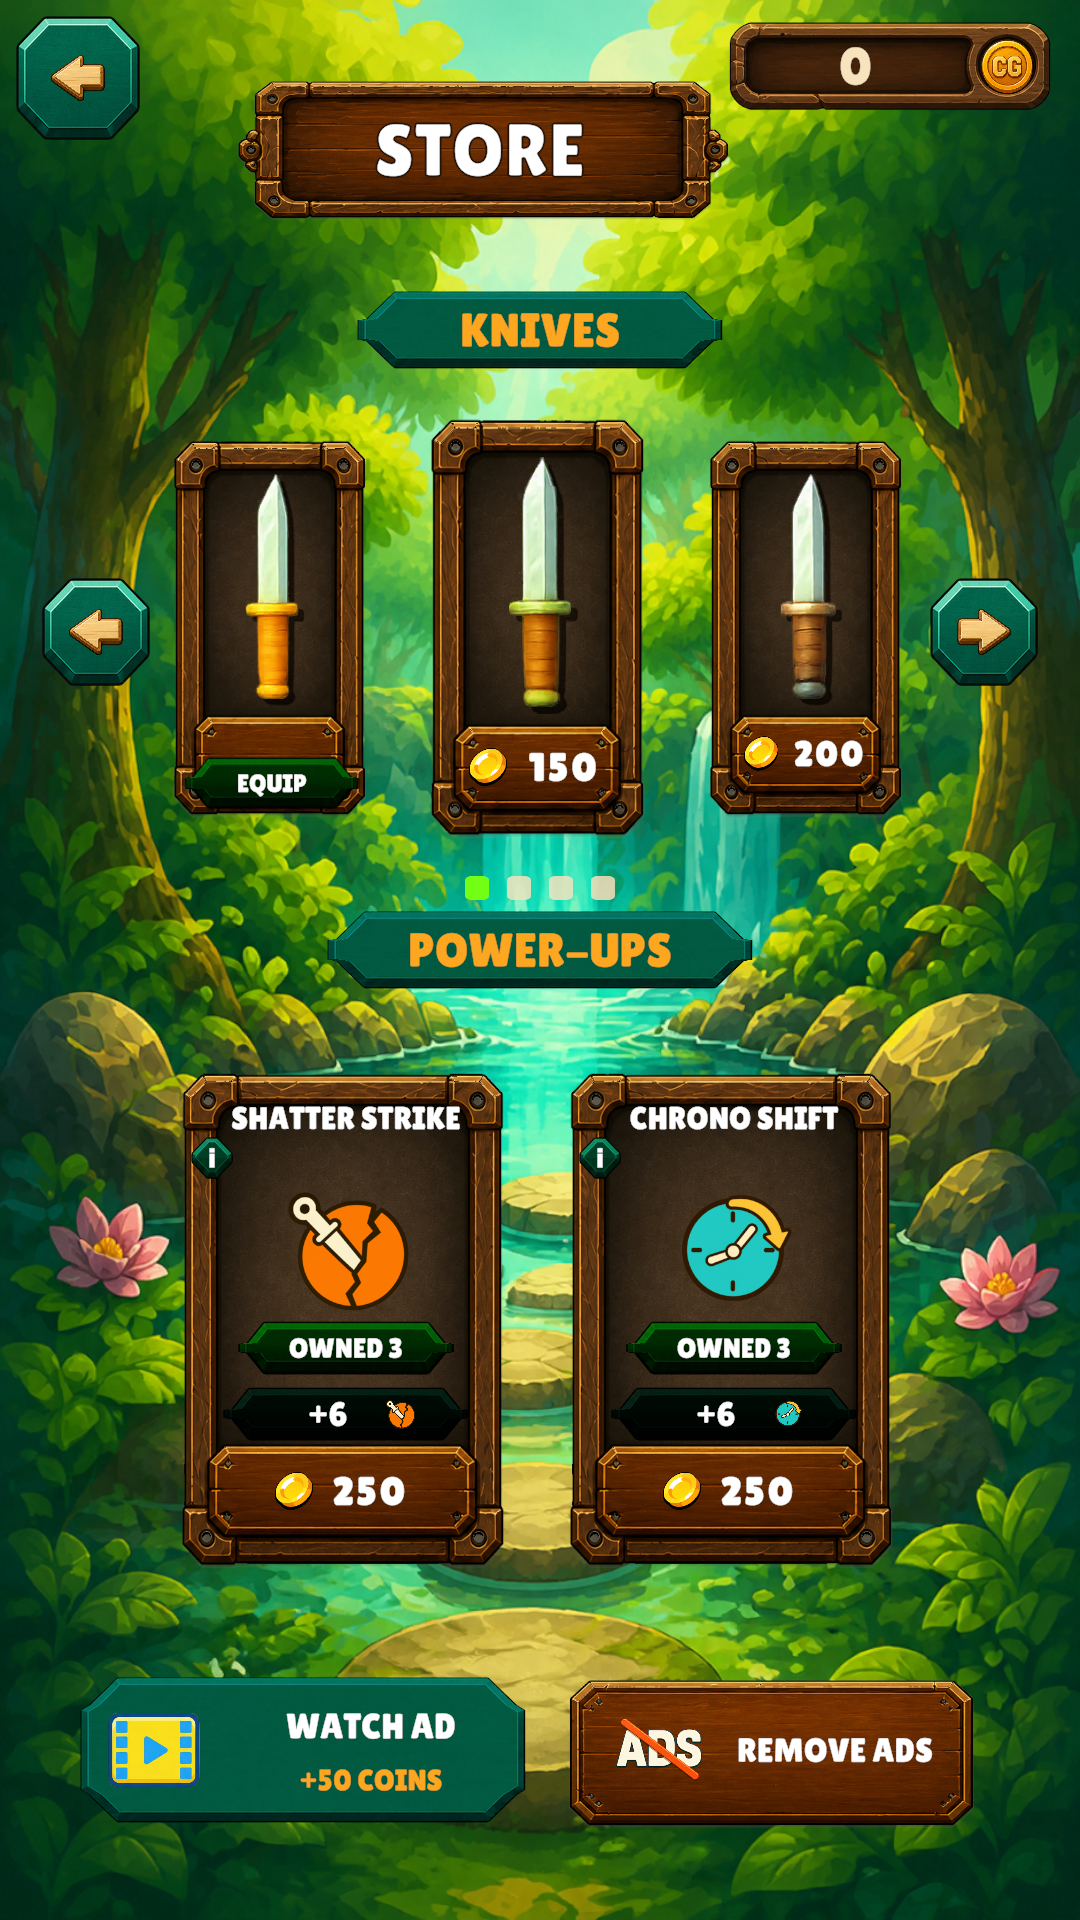 0
CG
STORE
KNIVES
EQUIP
150
200
POWER-UPS
SHATTER STRIKE
i
OWNED 3
+6
250
CHRONO SHIFT
i
OWNED 3
+6
250
WATCH AD
+50 COINS
ADS
REMOVE ADS